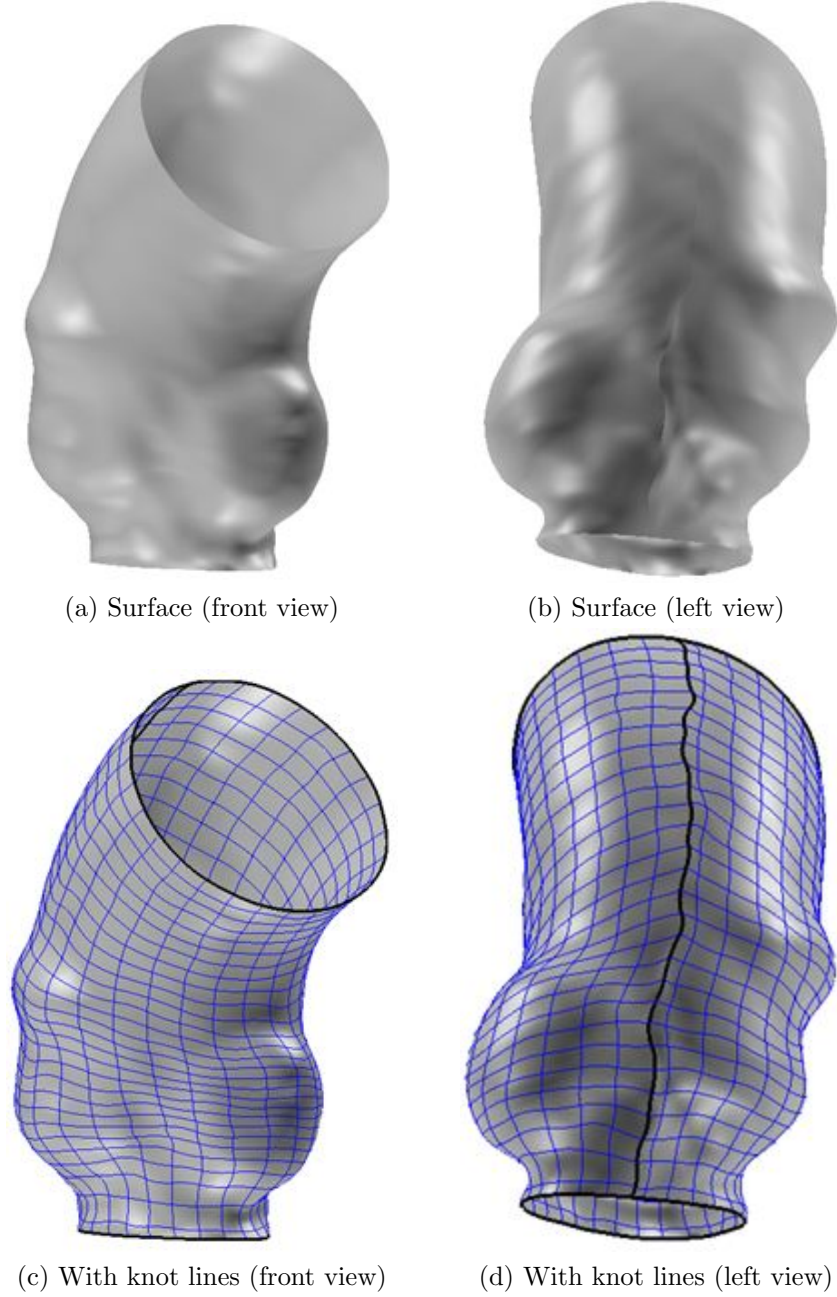 (a) Surface (front view)
(b) Surface (left view)
(c) With knot lines (front view)
(d) With knot lines (left view)